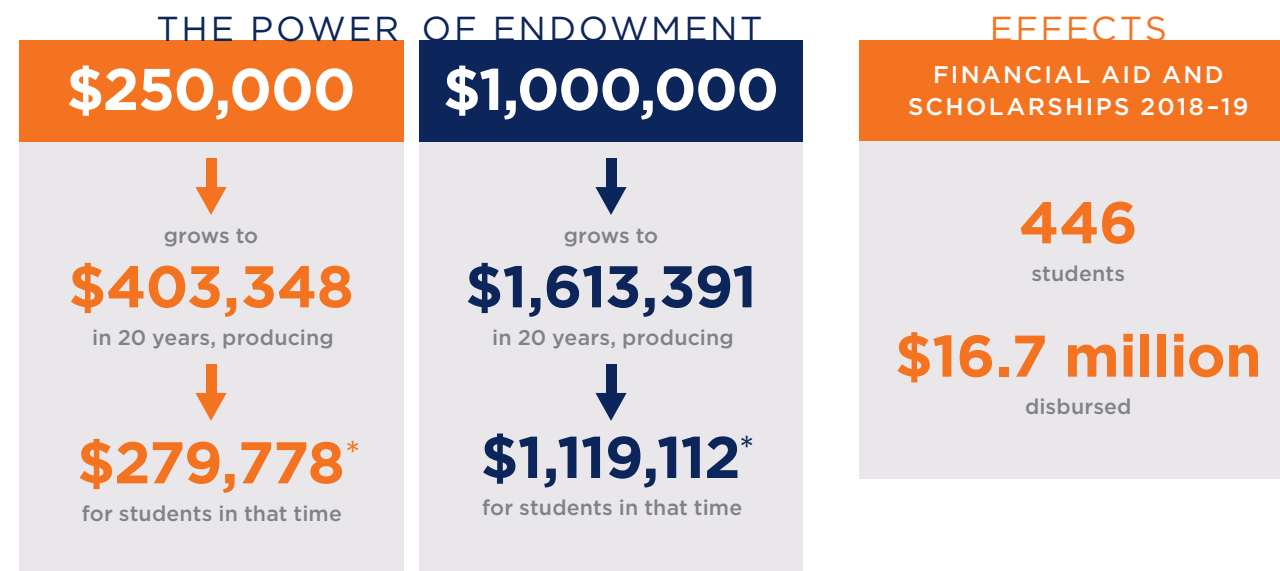 THE POWER OF ENDOWMENT
$250,000
grows to
$403,348
in 20 years, producing
$279,778*
for students in that time
$1,000,000
grows to
$1,613,391
in 20 years, producing
$1,119,112*
for students in that time
EFFECTS
FINANCIAL AID AND
SCHOLARSHIPS 2018–19
446
students
$16.7 million
disbursed